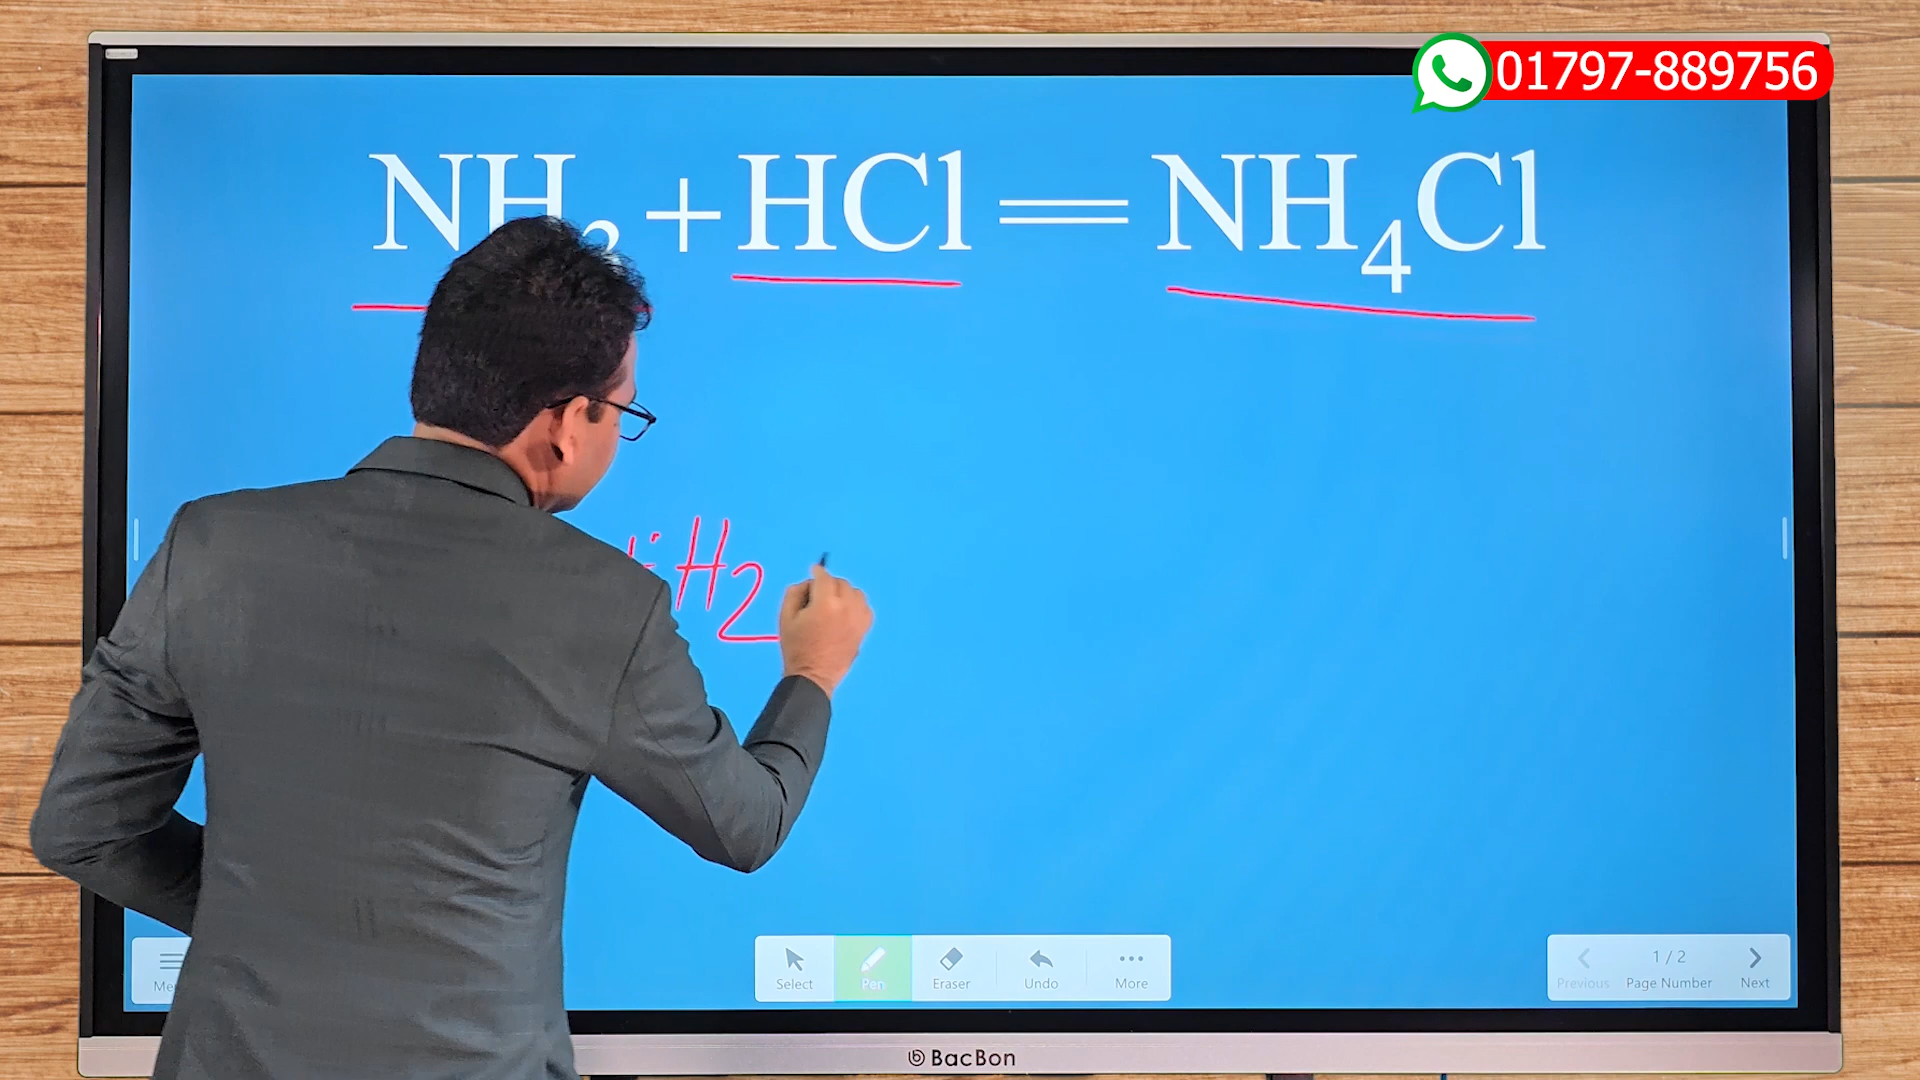 01797-889756
NH3 + HCl = NH4Cl
H2
Select Pen Eraser Undo More
Previous 1 / 2 Page Number Next
BacBon